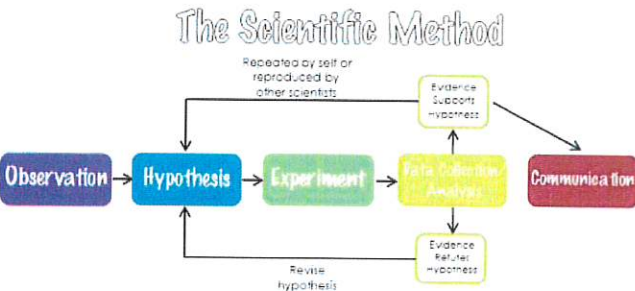 The Scientific Method
Repeated by self or
reproduced by
other scientists
Evidence
Supports
Hypothesis
Observation
Hypothesis
Experiment
Data Collection
Analysis
Communication
Evidence
Refutes
Hypothesis
Revise
hypothesis